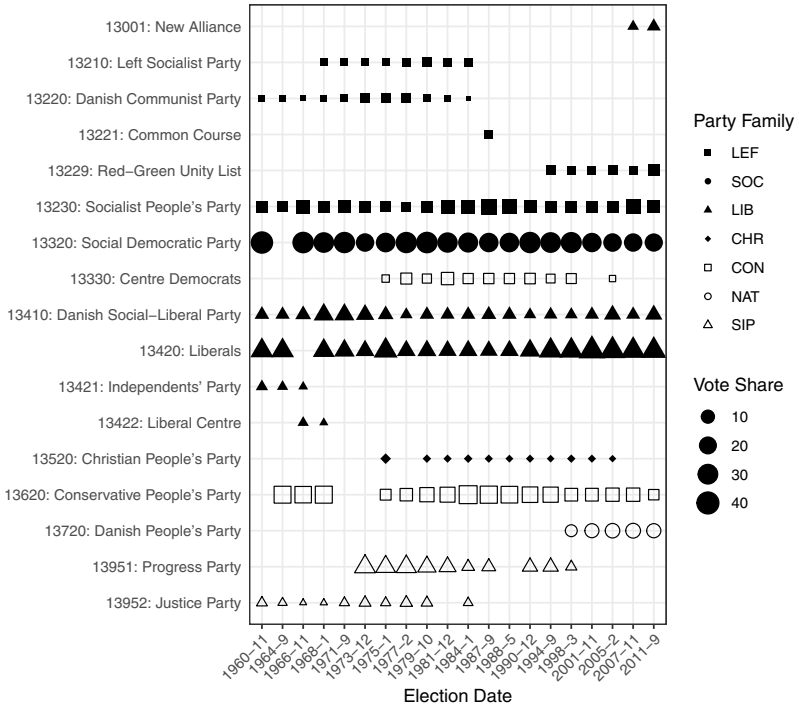 13001: New Alliance
13210: Left Socialist Party
13220: Danish Communist Party
13221: Common Course
13229: Red−Green Unity List
13230: Socialist People's Party
13320: Social Democratic Party
13330: Centre Democrats
13410: Danish Social−Liberal Party
13420: Liberals
13421: Independents' Party
13422: Liberal Centre
13520: Christian People's Party
13620: Conservative People's Party
13720: Danish People's Party
13951: Progress Party
13952: Justice Party
1960−11
1964−9
1966−11
1968−1
1971−9
1973−12
1975−1
1977−2
1979−10
1981−12
1984−1
1987−9
1988−5
1990−12
1994−9
1998−3
2001−11
2005−2
2007−11
2011−9
Election Date
Party Family
LEF
SOC
LIB
CHR
CON
NAT
SIP
Vote Share
10
20
30
40